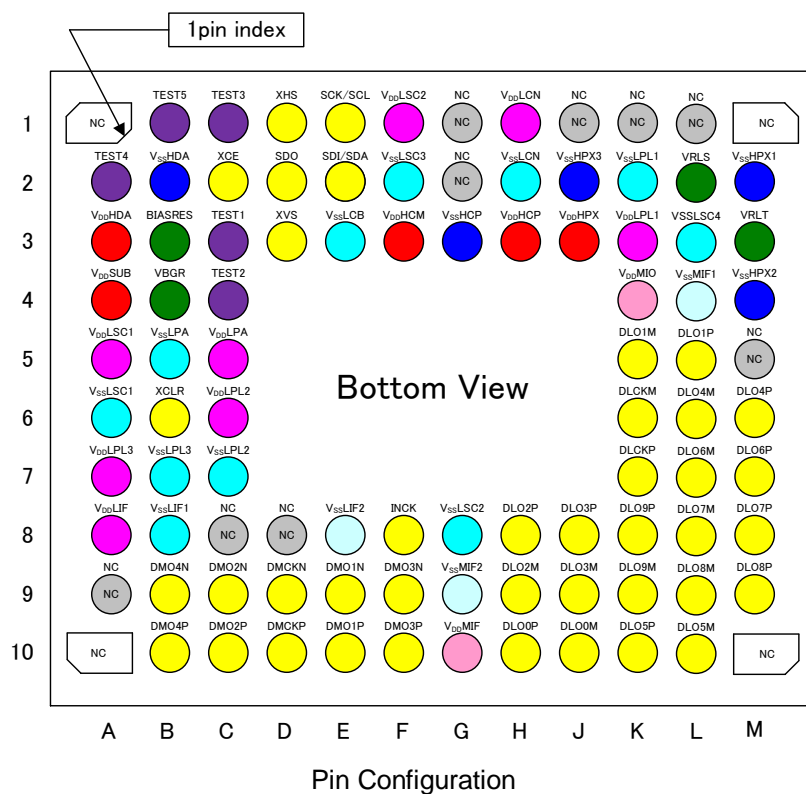 1pin index
TEST5 TEST3 XHS SCK/SCL VDDLSC2 NC VDDLCN NC NC NC
1 NC NC NC NC NC NC
TEST4 VSSHDA XCE SDO SDI/SDA VSSLSC3 NC VSSLCN VSSHPX3 VSSLPL1 VRLS VSSHPX1
2 NC
VDDHDA BIASRES TEST1 XVS VSSLCB VDDHCM VSSHCP VDDHCP VDDHPX VDDLPL1 VSSLSC4 VRLT
3
VDDSUB VBGR TEST2 VDDMIO VSSMIF1 VSSHPX2
4
VDDLSC1 VSSLPA VDDLPA DLO1M DLO1P NC
5 NC
Bottom View
VSSLSC1 XCLR VDDLPL2 DLCKM DLO4M DLO4P
6
VDDLPL3 VSSLPL3 VSSLPL2 DLCKP DLO6M DLO6P
7
VDDLIF VSSLIF1 NC NC VSSLIF2 INCK VSSLSC2 DLO2P DLO3P DLO9P DLO7M DLO7P
8 NC NC
NC DMO4N DMO2N DMCKN DMO1N DMO3N VSSMIF2 DLO2M DLO3M DLO9M DLO8M DLO8P
9 NC
DMO4P DMO2P DMCKP DMO1P DMO3P VDDMIF DLO0P DLO0M DLO5P DLO5M
10 NC NC
A B C D E F G H J K L M
Pin Configuration